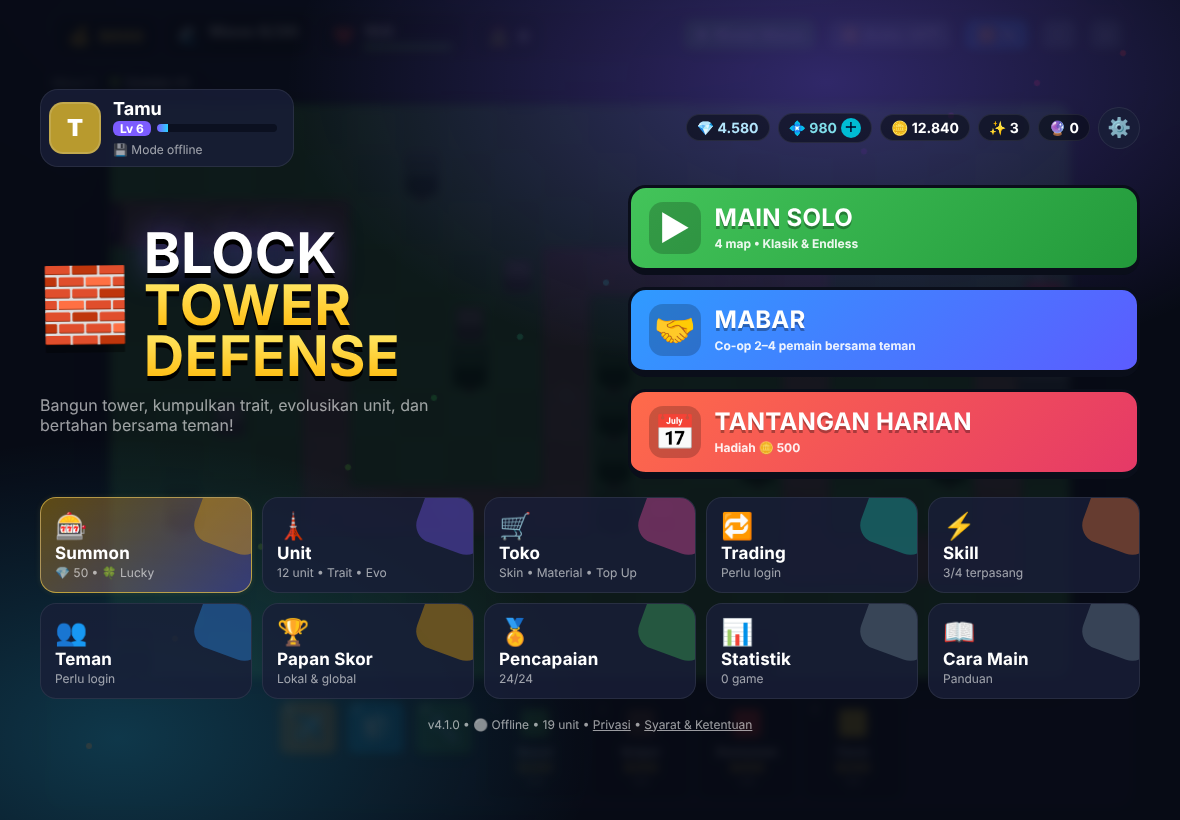 T
Tamu
Lv 6
💾 Mode offline
💎 4.580
💠 980 +
🪙 12.840
✨ 3
🔮 0
BLOCK
TOWER
DEFENSE
Bangun tower, kumpulkan trait, evolusikan unit, dan
bertahan bersama teman!
MAIN SOLO
4 map • Klasik & Endless
MABAR
Co-op 2–4 pemain bersama teman
July
17
TANTANGAN HARIAN
Hadiah 🪙 500
Summon
💎 50 • 🍀 Lucky
Unit
12 unit • Trait • Evo
Toko
Skin • Material • Top Up
Trading
Perlu login
Skill
3/4 terpasang
Teman
Perlu login
Papan Skor
Lokal & global
Pencapaian
24/24
Statistik
0 game
Cara Main
Panduan
v4.1.0 • ⚪ Offline • 19 unit • Privasi • Syarat & Ketentuan